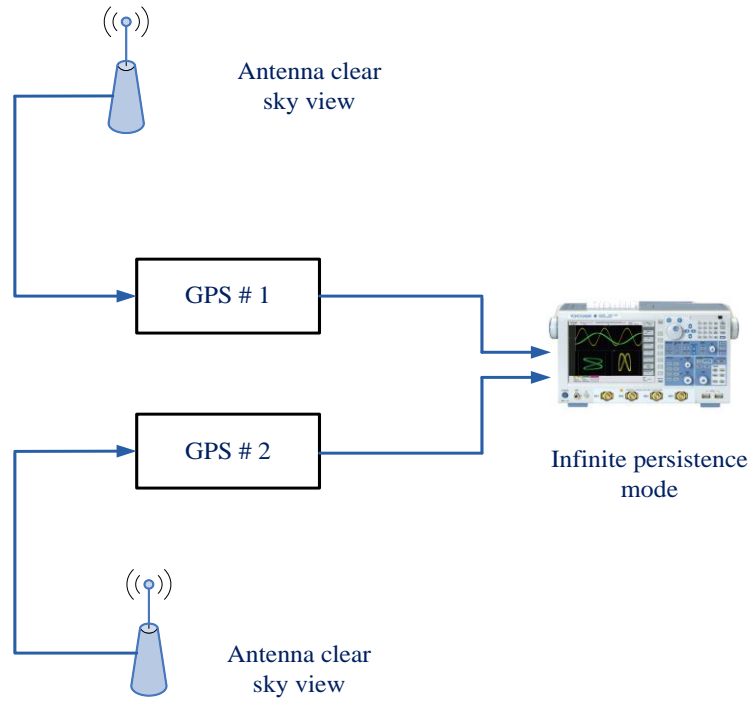 Antenna clear
sky view
GPS # 1
GPS # 2
Infinite persistence
mode
Antenna clear
sky view